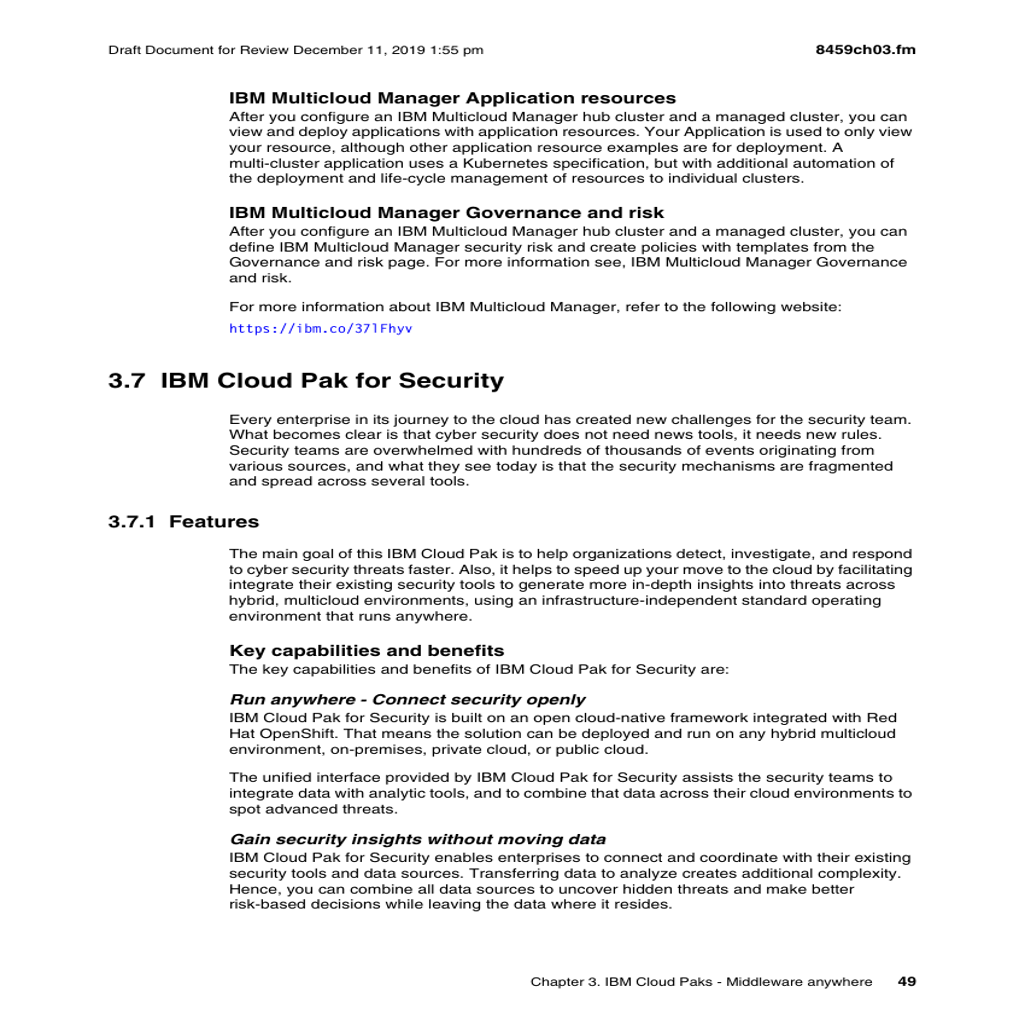 Draft Document for Review December 11, 2019 1:55 pm 8459ch03.fm
IBM Multicloud Manager Application resources
After you configure an IBM Multicloud Manager hub cluster and a managed cluster, you can
view and deploy applications with application resources. Your Application is used to only view
your resource, although other application resource examples are for deployment. A
multi-cluster application uses a Kubernetes specification, but with additional automation of
the deployment and life-cycle management of resources to individual clusters.
IBM Multicloud Manager Governance and risk
After you configure an IBM Multicloud Manager hub cluster and a managed cluster, you can
define IBM Multicloud Manager security risk and create policies with templates from the
Governance and risk page. For more information see, IBM Multicloud Manager Governance
and risk.
For more information about IBM Multicloud Manager, refer to the following website:
https://ibm.co/37lFhyv
3.7 IBM Cloud Pak for Security
Every enterprise in its journey to the cloud has created new challenges for the security team.
What becomes clear is that cyber security does not need news tools, it needs new rules.
Security teams are overwhelmed with hundreds of thousands of events originating from
various sources, and what they see today is that the security mechanisms are fragmented
and spread across several tools.
3.7.1 Features
The main goal of this IBM Cloud Pak is to help organizations detect, investigate, and respond
to cyber security threats faster. Also, it helps to speed up your move to the cloud by facilitating
integrate their existing security tools to generate more in-depth insights into threats across
hybrid, multicloud environments, using an infrastructure-independent standard operating
environment that runs anywhere.
Key capabilities and benefits
The key capabilities and benefits of IBM Cloud Pak for Security are:
Run anywhere - Connect security openly
IBM Cloud Pak for Security is built on an open cloud-native framework integrated with Red
Hat OpenShift. That means the solution can be deployed and run on any hybrid multicloud
environment, on-premises, private cloud, or public cloud.
The unified interface provided by IBM Cloud Pak for Security assists the security teams to
integrate data with analytic tools, and to combine that data across their cloud environments to
spot advanced threats.
Gain security insights without moving data
IBM Cloud Pak for Security enables enterprises to connect and coordinate with their existing
security tools and data sources. Transferring data to analyze creates additional complexity.
Hence, you can combine all data sources to uncover hidden threats and make better
risk-based decisions while leaving the data where it resides.
Chapter 3. IBM Cloud Paks - Middleware anywhere 49